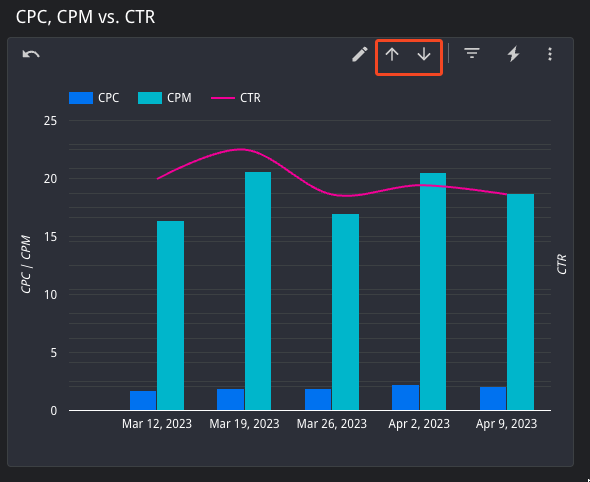 CPC, CPM vs. CTR
CPC CPM CTR
25
20
15
10
5
0
CPC | CPM
CTR
Mar 12, 2023 Mar 19, 2023 Mar 26, 2023 Apr 2, 2023 Apr 9, 2023